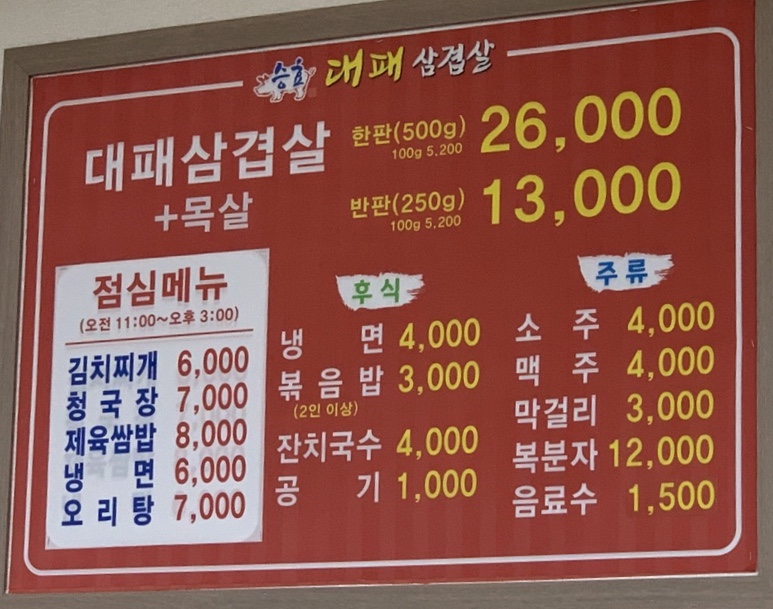 승효 대패 삼겹살
대패삼겹살
+목살
한판(500g) 26,000
100g 5,200
반판(250g) 13,000
100g 5,200
점심메뉴
(오전 11:00~오후 3:00)
김치찌개 6,000
청국장 7,000
제육쌈밥 8,000
냉면 6,000
오리탕 7,000
후식
냉면 4,000
볶음밥 3,000
(2인 이상)
잔치국수 4,000
공기 1,000
주류
소주 4,000
맥주 4,000
막걸리 3,000
복분자 12,000
음료수 1,500